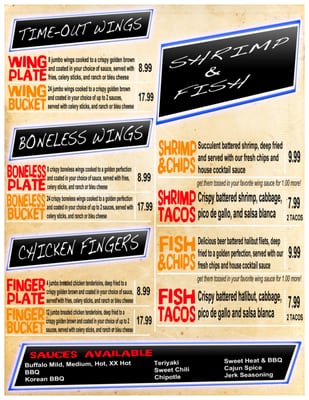 TIME-OUT WINGS
WING PLATE
8 jumbo wings cooked to a crispy golden brown
and coated in your choice of sauce, served with
fries, celery sticks, and ranch or bleu cheese
8.99
WING BUCKET
24 jumbo wings cooked to a crispy golden brown
and coated in up to 2 sauces,
served w/fries, celery sticks, and ranch or bleu cheese
17.99
BONELESS WINGS
BONELESS PLATE
8 crispy boneless wings cooked to a golden perfection
and coated in your choice of sauce, served with fries,
celery sticks, and ranch or bleu cheese
8.99
BONELESS BUCKET
24 crispy boneless wings cooked to a golden perfection
and coated in your choice of up to 2 sauce, served with
celery sticks, and ranch or bleu cheese
17.99
CHICKEN FINGERS
FINGER PLATE
4 jumbo breaded chicken tenderloins, deep fried to a
crispy golden brown and coated in your choice of sauce,
served with fries, celery sticks, and ranch or bleu cheese
8.99
FINGER BUCKET
12 jumbo breaded chicken tenderloins, deep fried to a
crispy golden brown and coated in your choice of up to 2
sauces, served w/fries, celery sticks, and ranch or bleu cheese
17.99
SHRIMP
&
FISH
SHRIMP &CHIPS
Succulent battered shrimp, deep fried
and served with our fresh chips and
house cocktail sauce
9.99
get them tossed in your favorite wing sauce for 1.00 more!
SHRIMP TACOS
Crispy battered shrimp, cabbage,
pico de gallo, and salsa blanca
7.99
2 TACOS
FISH &CHIPS
Delicious beer battered halibut filets, deep
fried to a golden perfection, served with our
fresh chips and house cocktail sauce
9.99
get them tossed in your favorite wing sauce for 1.00 more!
FISH TACOS
Crispy battered halibut, cabbage,
pico de gallo and salsa blanca
7.99
2 TACOS
SAUCES AVAILABLE
Buffalo Mild, Medium, Hot, XX Hot
BBQ
Korean BBQ
Teriyaki
Sweet Chili
Chipotle
Sweet Heat & BBQ
Cajun Spice
Jerk Seasoning